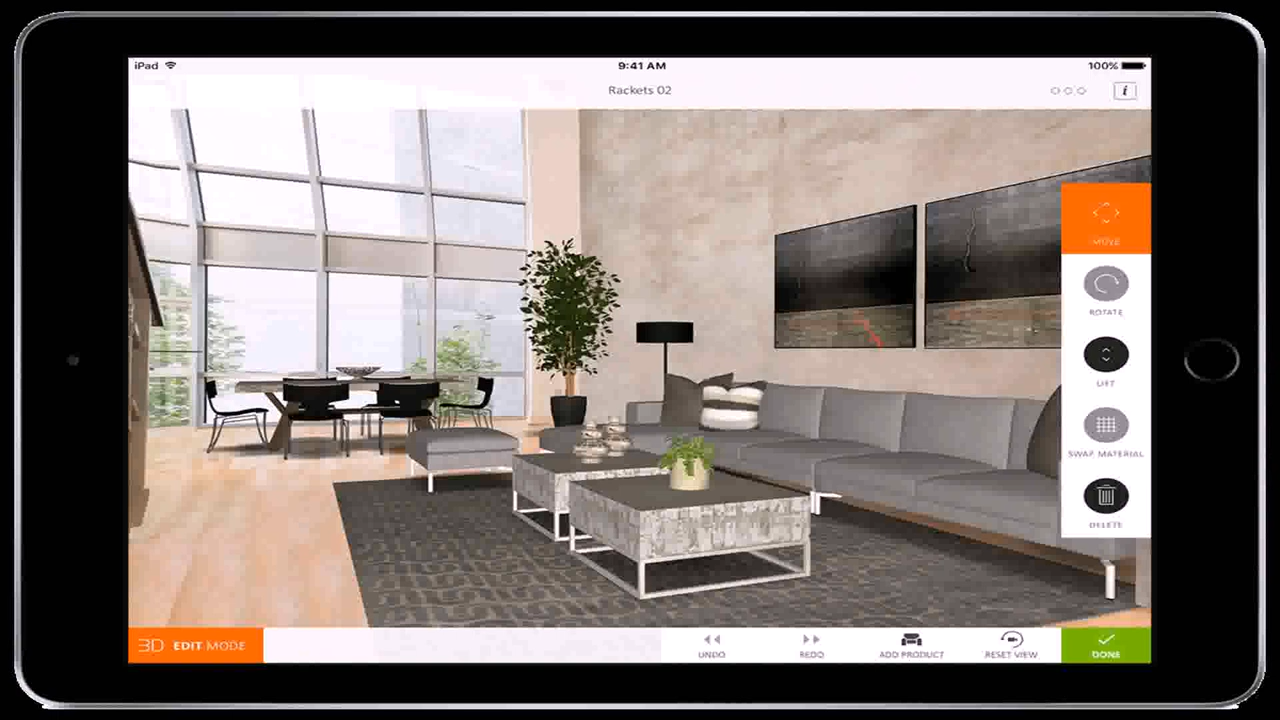 iPad
9:41 AM
100%
Rackets 02
i
MOVE
ROTATE
LIFT
SWAP MATERIAL
DELETE
3D EDIT MODE
UNDO
REDO
ADD PRODUCT
RESET VIEW
DONE